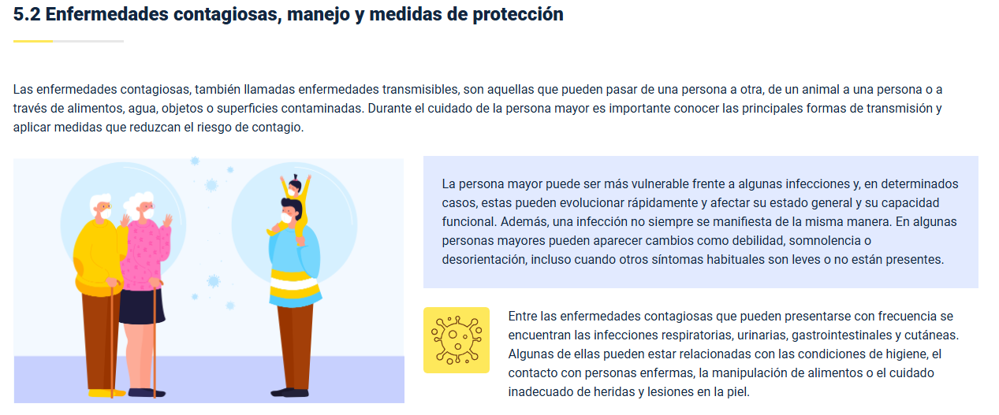 5.2 Enfermedades contagiosas, manejo y medidas de protección
Las enfermedades contagiosas, también llamadas enfermedades transmisibles, son aquellas que pueden pasar de una persona a otra, de un animal a una persona o a
través de alimentos, agua, objetos o superficies contaminadas. Durante el cuidado de la persona mayor es importante conocer las principales formas de transmisión y
aplicar medidas que reduzcan el riesgo de contagio.
La persona mayor puede ser más vulnerable frente a algunas infecciones y, en determinados
casos, estas pueden evolucionar rápidamente y afectar su estado general y su capacidad
funcional. Además, una infección no siempre se manifiesta de la misma manera. En algunas
personas mayores pueden aparecer cambios como debilidad, somnolencia o
desorientación, incluso cuando otros síntomas habituales son leves o no están presentes.
Entre las enfermedades contagiosas que pueden presentarse con frecuencia se
encuentran las infecciones respiratorias, urinarias, gastrointestinales y cutáneas.
Algunas de ellas pueden estar relacionadas con las condiciones de higiene, el
contacto con personas enfermas, la manipulación de alimentos o el cuidado
inadecuado de heridas y lesiones en la piel.